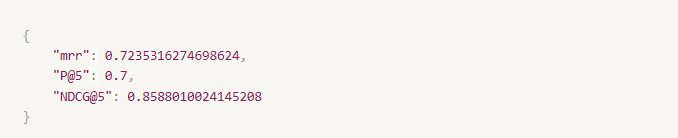 {
"mrr": 0.7235316274698624,
"P@5": 0.7,
"NDCG@5": 0.8588010024145208
}